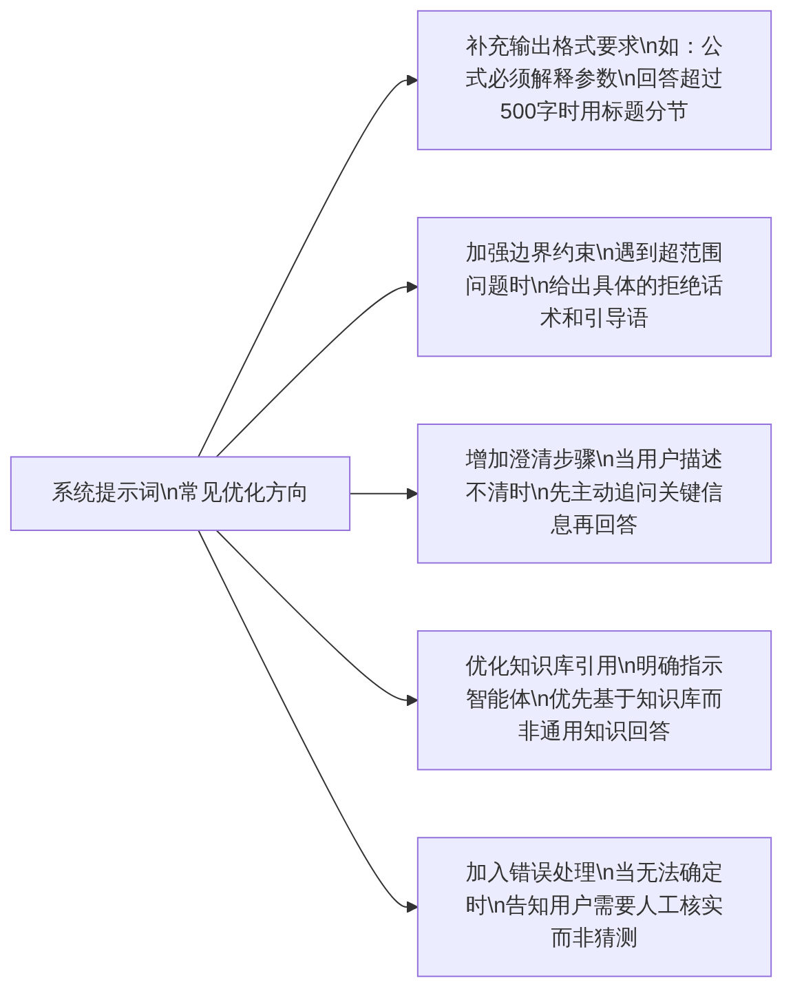 补充输出格式要求\n如：公
式必须解释参数\n回答超过
500字时用标题分节
加强边界约束\n遇到超范围
问题时\n给出具体的拒绝话
术和引导语
系统提示词\n常见优化方向
增加澄清步骤\n当用户描述
不清时\n先主动追问关键信
息再回答
优化知识库引用\n明确指示
智能体\n优先基于知识库而
非通用知识回答
加入错误处理\n当无法确定
时\n告知用户需要人工核实
而非猜测